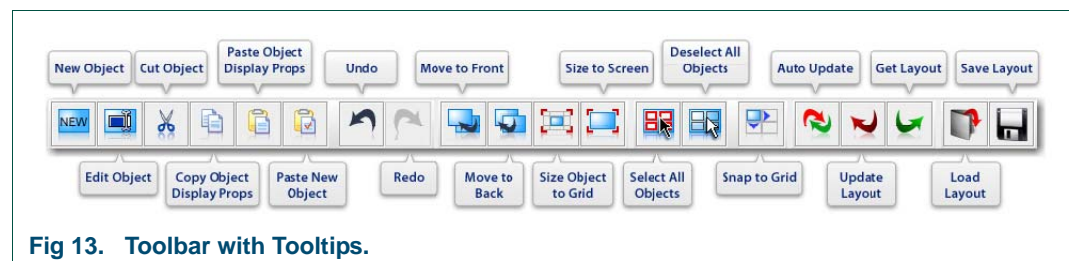 Paste Object
Display Props
Deselect All
Objects
New Object
Cut Object
Undo
Move to Front
Size to Screen
Auto Update
Get Layout
Save Layout
NEW
Edit Object
Copy Object
Display Props
Paste New
Object
Redo
Move to
Back
Size Object
to Grid
Select All
Objects
Snap to Grid
Update
Layout
Load
Layout
Fig 13. Toolbar with Tooltips.